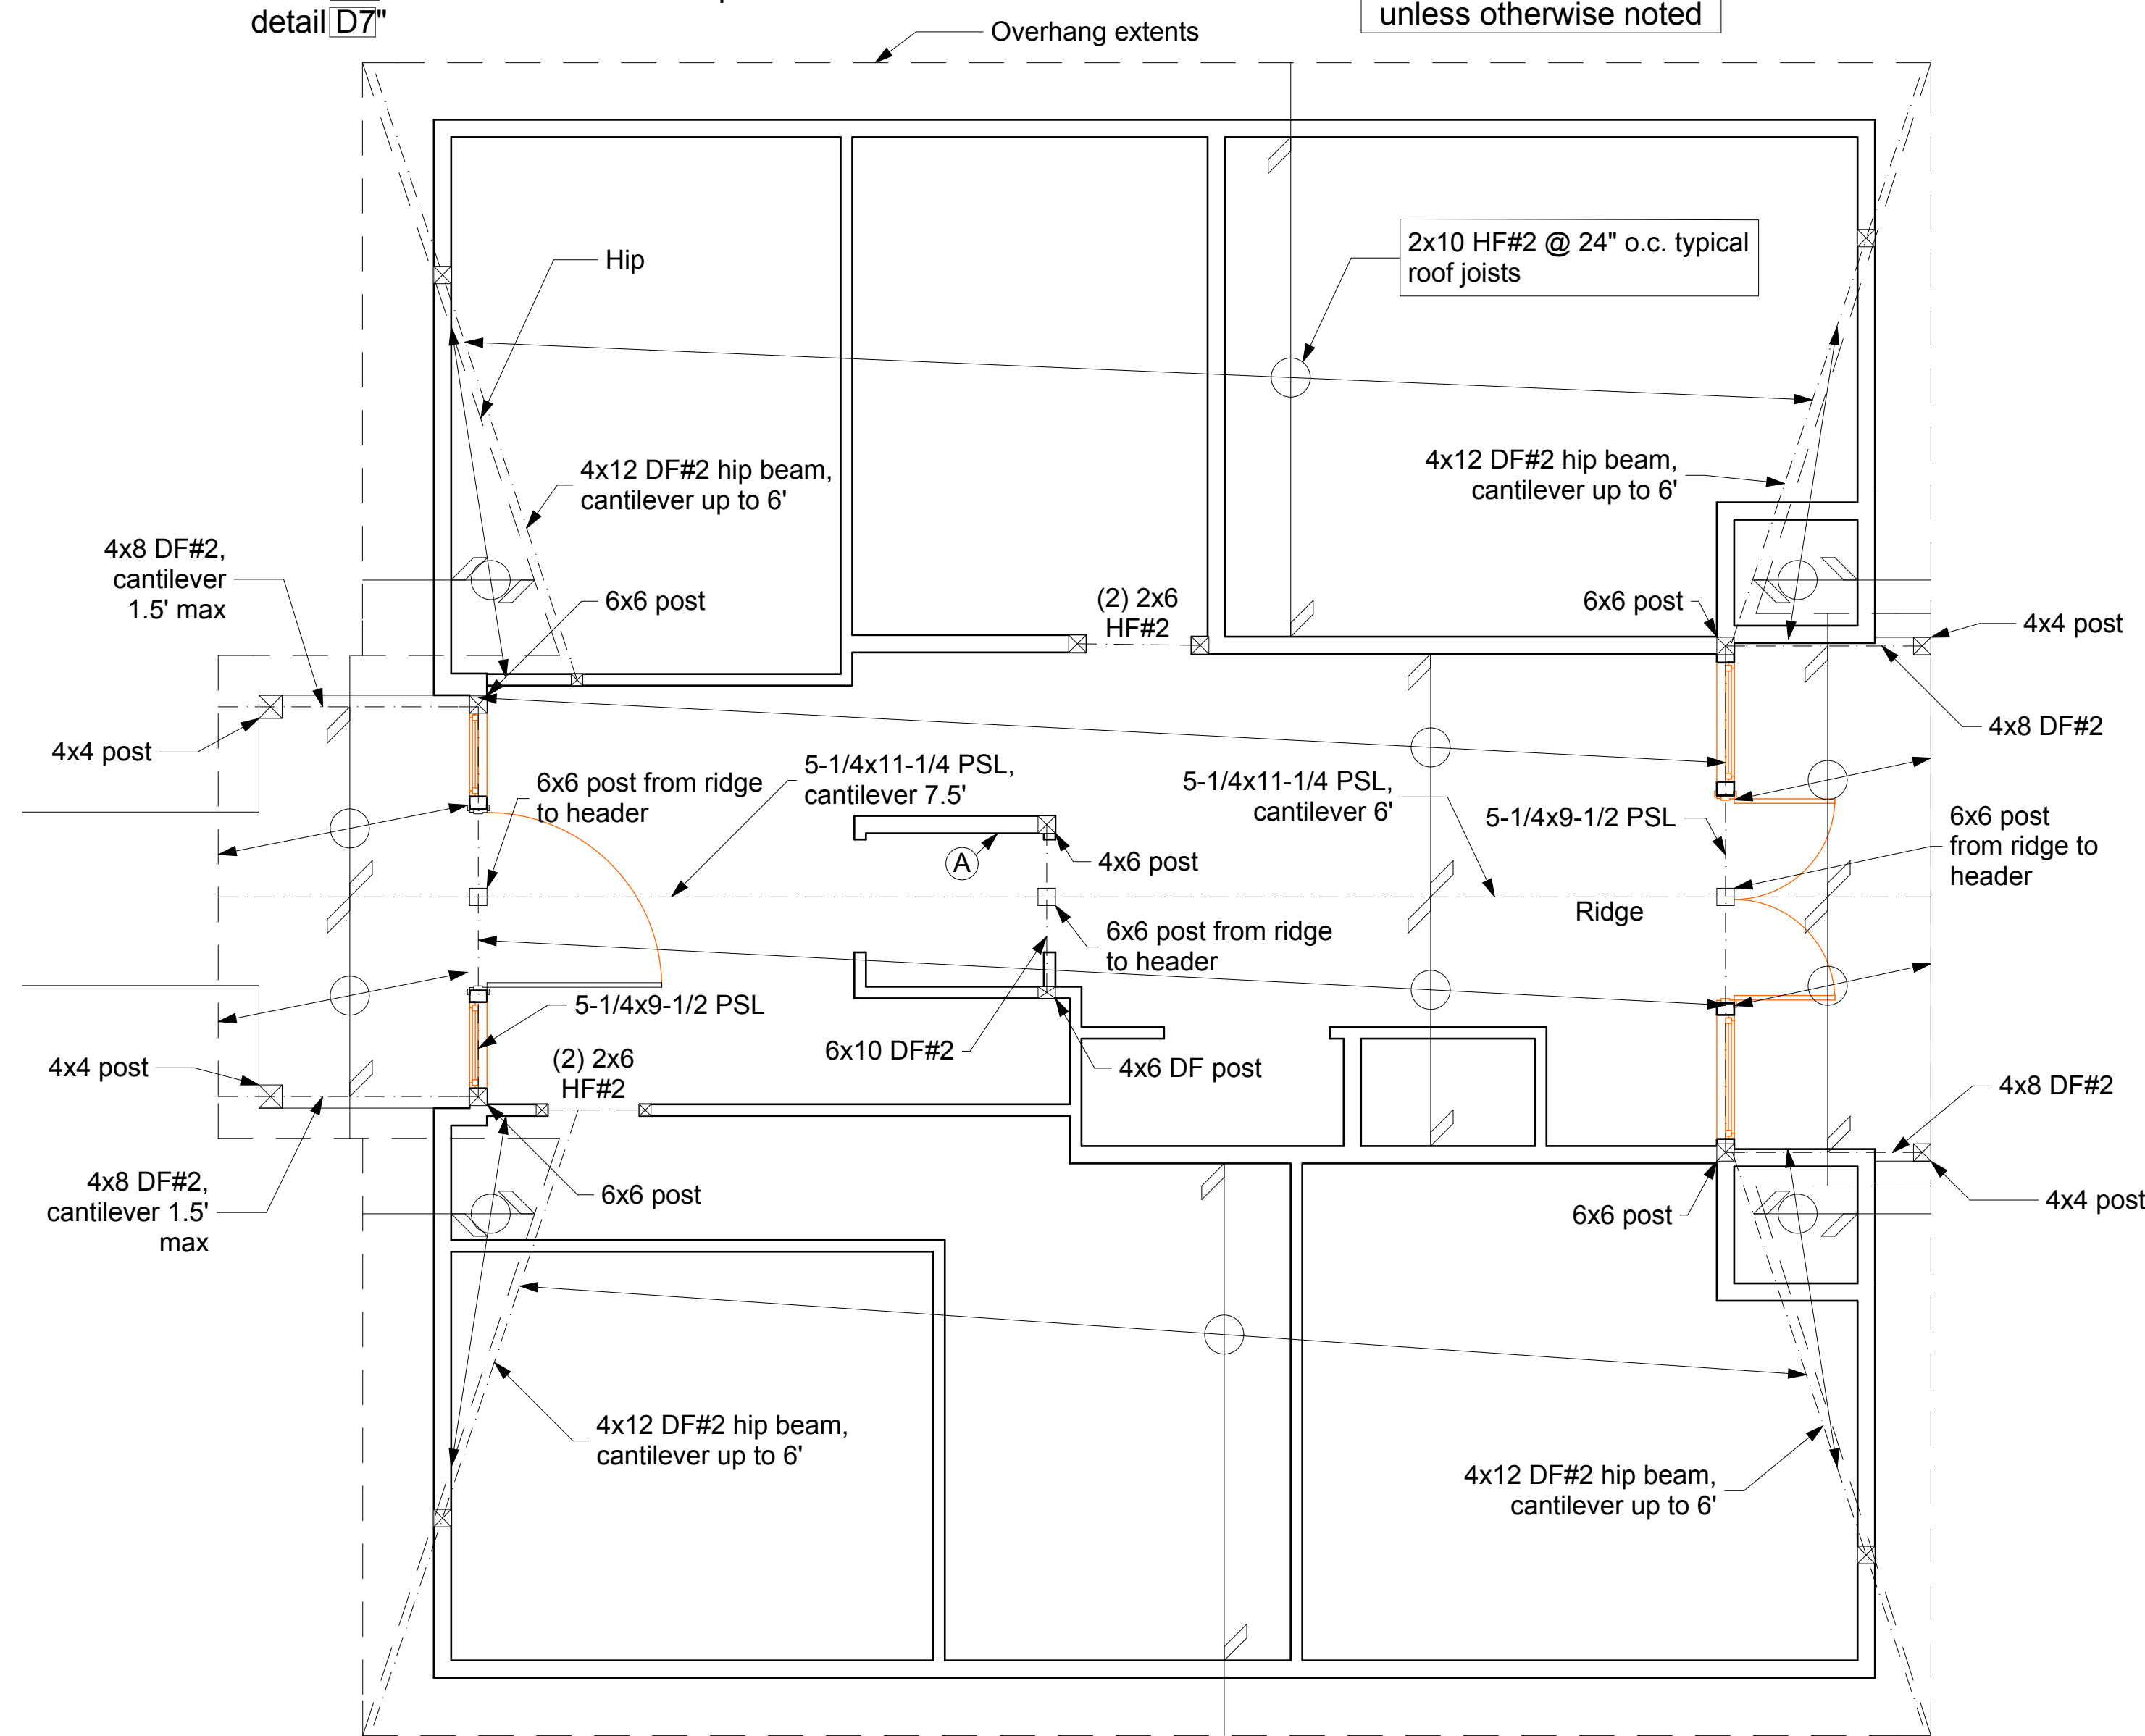 detail D7"
unless otherwise noted
Overhang extents
Hip
2x10 HF#2 @ 24" o.c. typical
roof joists
4x12 DF#2 hip beam,
cantilever up to 6'
4x12 DF#2 hip beam,
cantilever up to 6'
4x8 DF#2,
cantilever
1.5' max
6x6 post
(2) 2x6
HF#2
6x6 post
4x4 post
4x4 post
4x8 DF#2
6x6 post from ridge
to header
5-1/4x11-1/4 PSL,
cantilever 7.5'
5-1/4x11-1/4 PSL,
cantilever 6'
5-1/4x9-1/2 PSL
6x6 post
from ridge to
header
A
4x6 post
Ridge
6x6 post from ridge
to header
5-1/4x9-1/2 PSL
6x10 DF#2
4x6 DF post
4x4 post
(2) 2x6
HF#2
4x8 DF#2
4x8 DF#2,
cantilever 1.5'
max
6x6 post
6x6 post
4x4 post
4x12 DF#2 hip beam,
cantilever up to 6'
4x12 DF#2 hip beam,
cantilever up to 6'